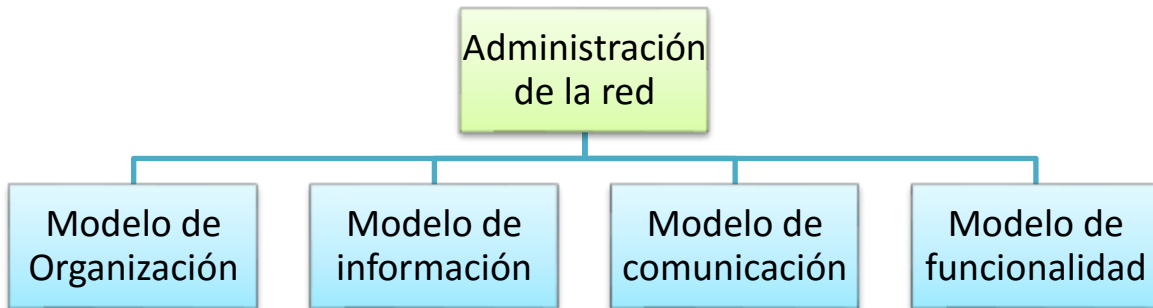 Administración
de la red
Modelo de
Organización
Modelo de
información
Modelo de
comunicación
Modelo de
funcionalidad